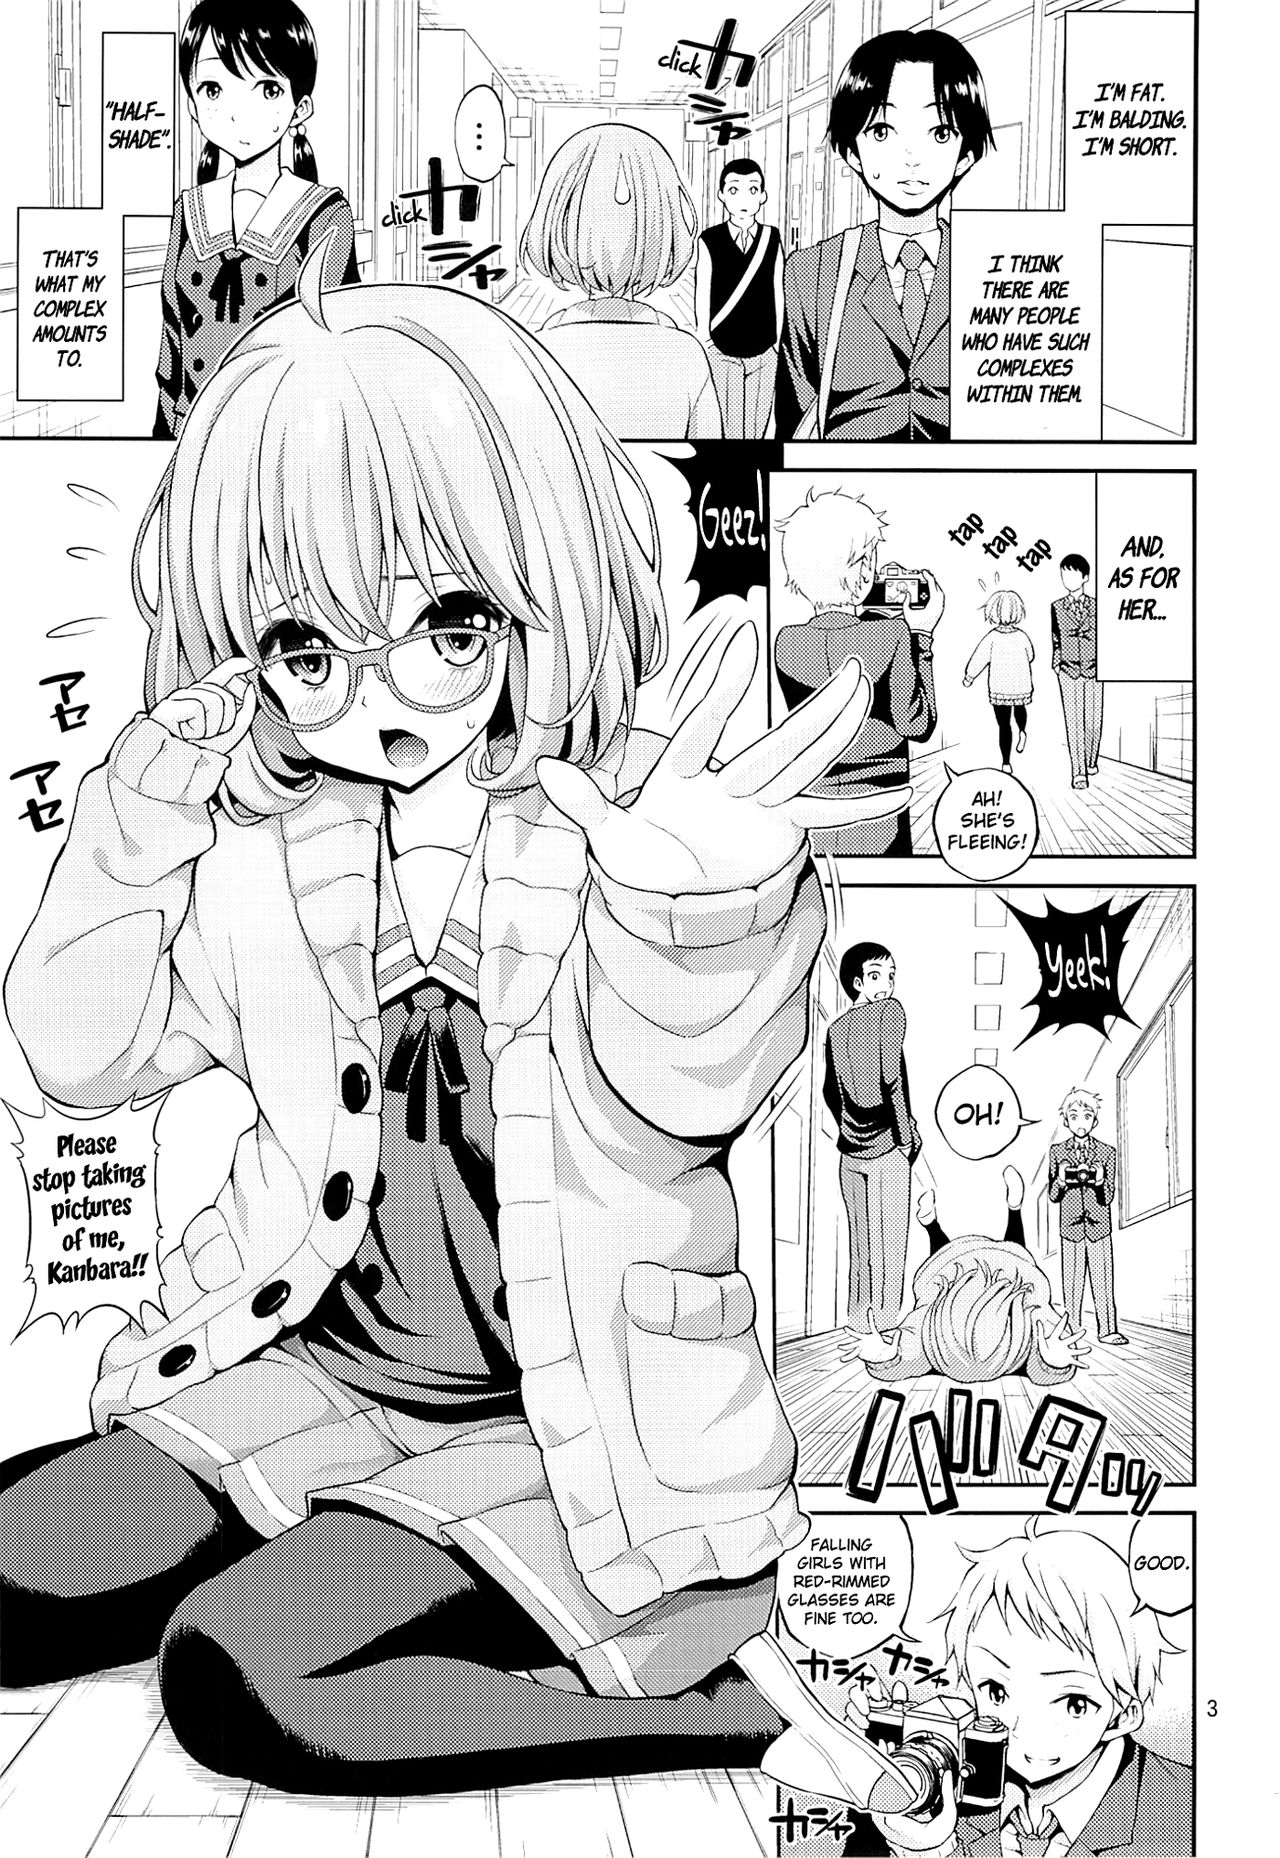 I'M FAT.
I'M BALDING.
I'M SHORT.
I THINK
THERE ARE
MANY PEOPLE
WHO HAVE SUCH
COMPLEXES
WITHIN THEM.
カシャ
click
...
カシャ
click
"HALF-
SHADE".
THAT'S
WHAT MY
COMPLEX
AMOUNTS
TO.
AND,
AS FOR
HER...
tap
tap
tap
AH!
SHE'S
FLEEING!
Yeek!
OH!
バタッ
GOOD.
FALLING
GIRLS WITH
RED-RIMMED
GLASSES ARE
FINE TOO.
カシャ
カシャ
カシャ
Geez!
アセ
アセ
Please
stop taking
pictures
of me,
Kanbara!!
3